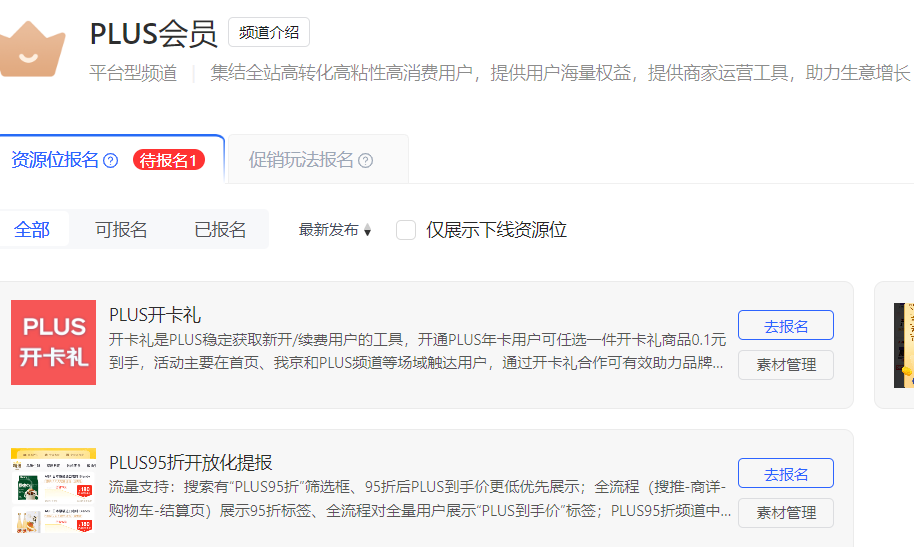 PLUS会员 频道介绍
平台型频道 集结全站高转化高粘性高消费用户，提供用户海量权益，提供商家运营工具，助力生意增长
资源位报名 待报名1 促销玩法报名
全部 可报名 已报名 最新发布 仅展示下线资源位
PLUS
开卡礼
PLUS开卡礼
开卡礼是PLUS稳定获取新开/续费用户的工具，开通PLUS年卡用户可任选一件开卡礼商品0.1元
到手，活动主要在首页、我京和PLUS频道等场域触达用户，通过开卡礼合作可有效助力品牌...
去报名
素材管理
PLUS95折开放化提报
流量支持：搜索有“PLUS95折”筛选框、95折后PLUS到手价更低优先展示；全流程（搜推-商详-
购物车-结算页）展示95折标签、全流程对全量用户展示“PLUS到手价”标签；PLUS95折频道中...
去报名
素材管理